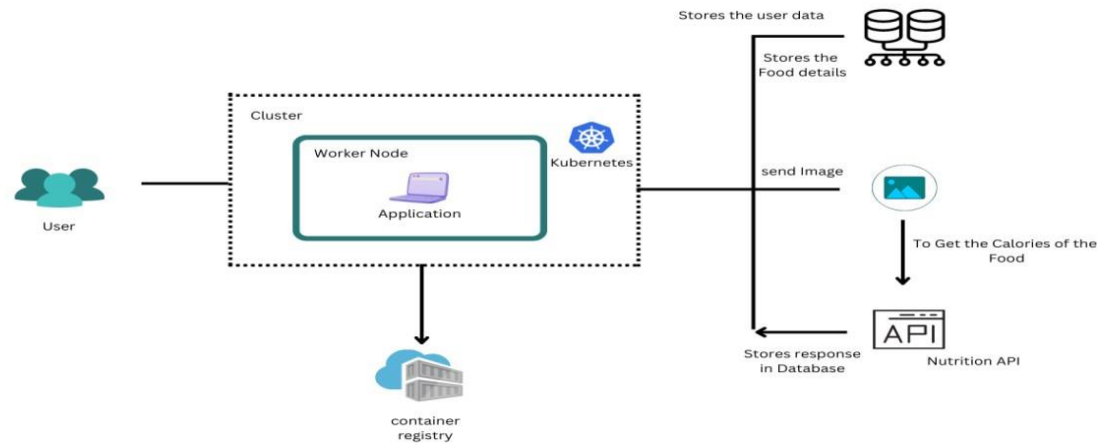 Stores the user data
Stores the
Food details
Cluster
Worker Node
Kubernetes
Application
User
send Image
To Get the Calories of the
Food
API
Nutrition API
Stores response
in Database
container
registry